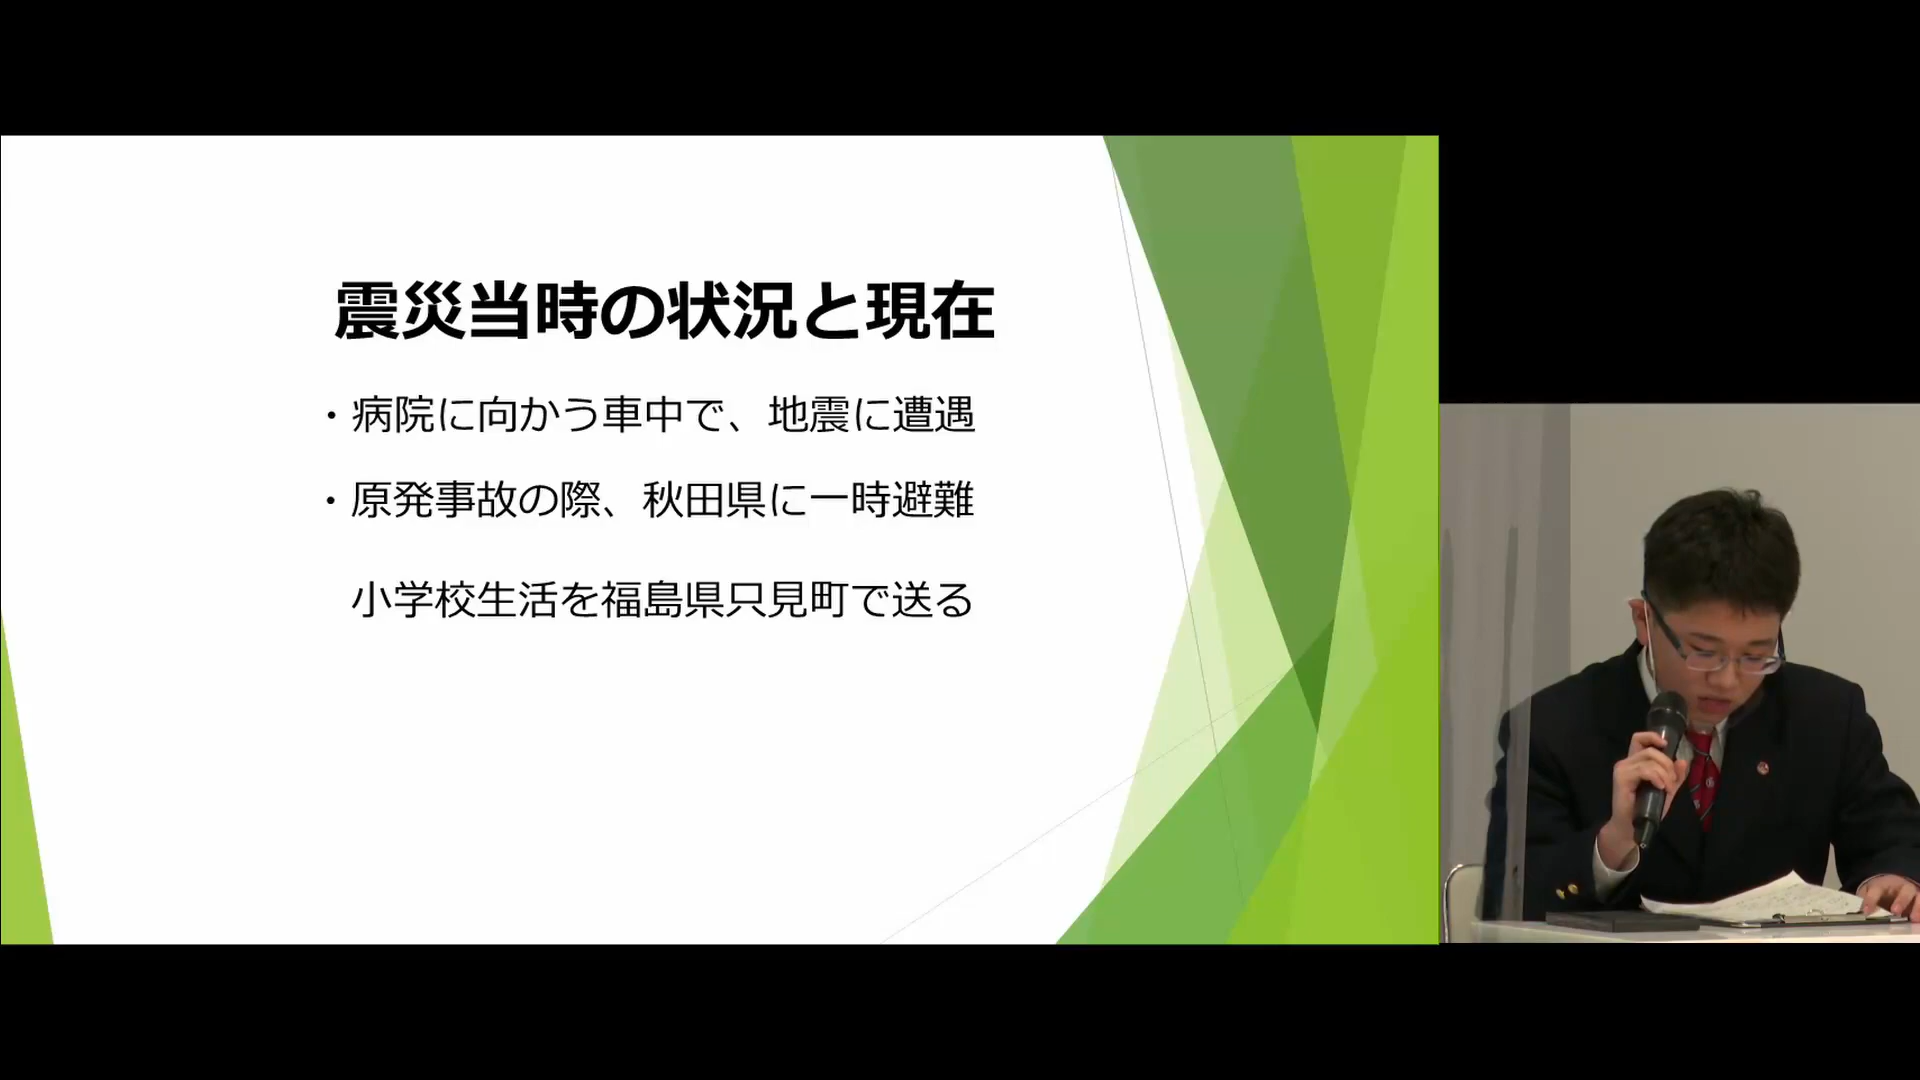 震災当時の状況と現在
・病院に向かう車中で、地震に遭遇
・原発事故の際、秋田県に一時避難
小学校生活を福島県只見町で送る